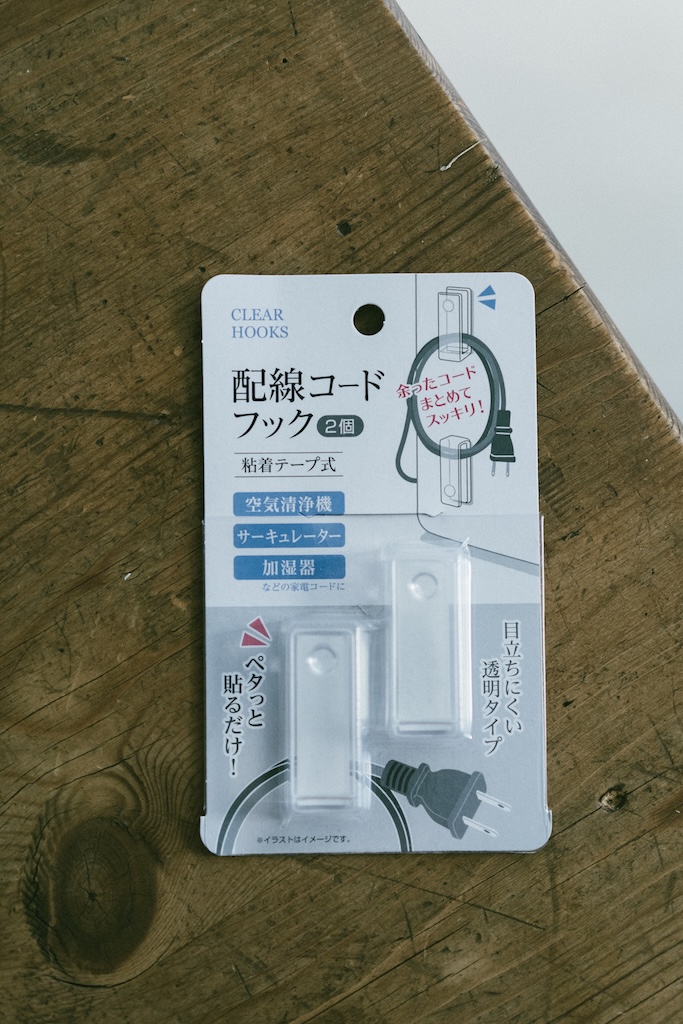 CLEAR
HOOKS
配線コード
フック 2個
粘着テープ式
余ったコード
まとめて
スッキリ!
空気清浄機
サーキュレーター
加湿器
などの家電コードに
目立ちにくい
透明タイプ
ペタっと
貼るだけ!
※イラストはイメージです。